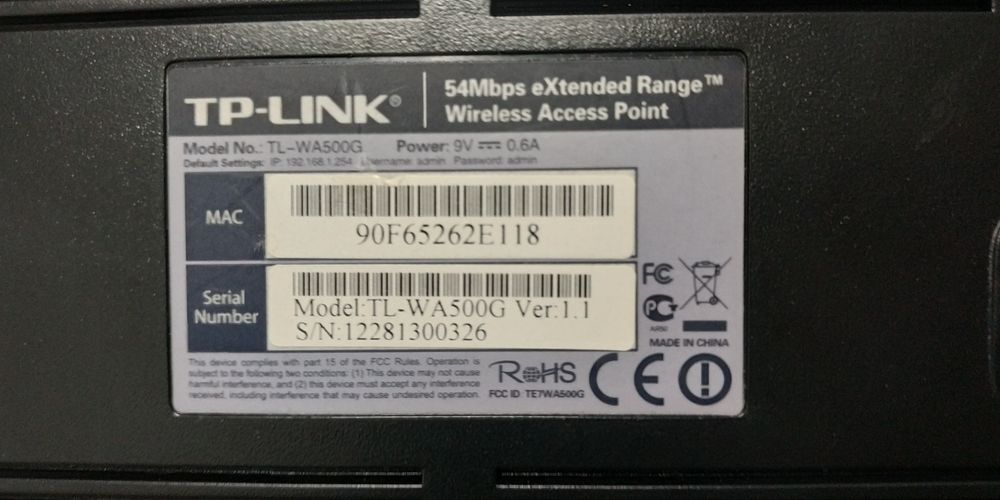 TP-LINK®
54Mbps eXtended Range™
Wireless Access Point
Model No.: TL-WA500G Power: 9V⎓0.6A
Default Settings: IP: 192.168.1.254 Username: admin Password: admin
MAC
90F65262E118
Serial
Number
Model:TL-WA500G Ver:1.1
S/N:12281300326
FC
PC
MADE IN CHINA
This device complies with part 15 of the FCC Rules. Operation is
subject to the following two conditions: (1) This device may not cause
harmful interference, and (2) this device must accept any interference
received, including interference that may cause undesired operation.
RoHS
FCC ID: TE7WA500G
CE